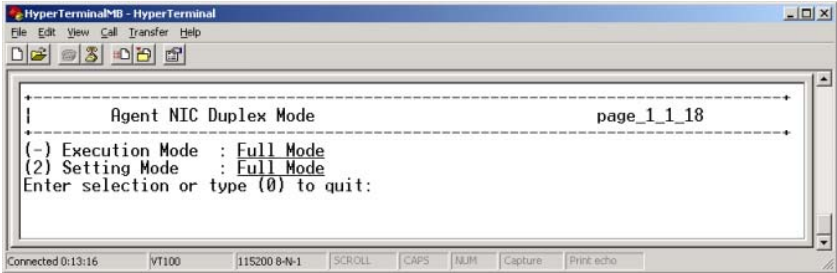 HyperTerminalMB - HyperTerminal
File Edit View Call Transfer Help
Agent NIC Duplex Mode page_1_1_18
(-) Execution Mode : Full Mode
(2) Setting Mode : Full Mode
Enter selection or type (0) to quit:
Connected 0:13:16 VT100 115200 8-N-1 SCROLL CAPS NUM Capture Print echo